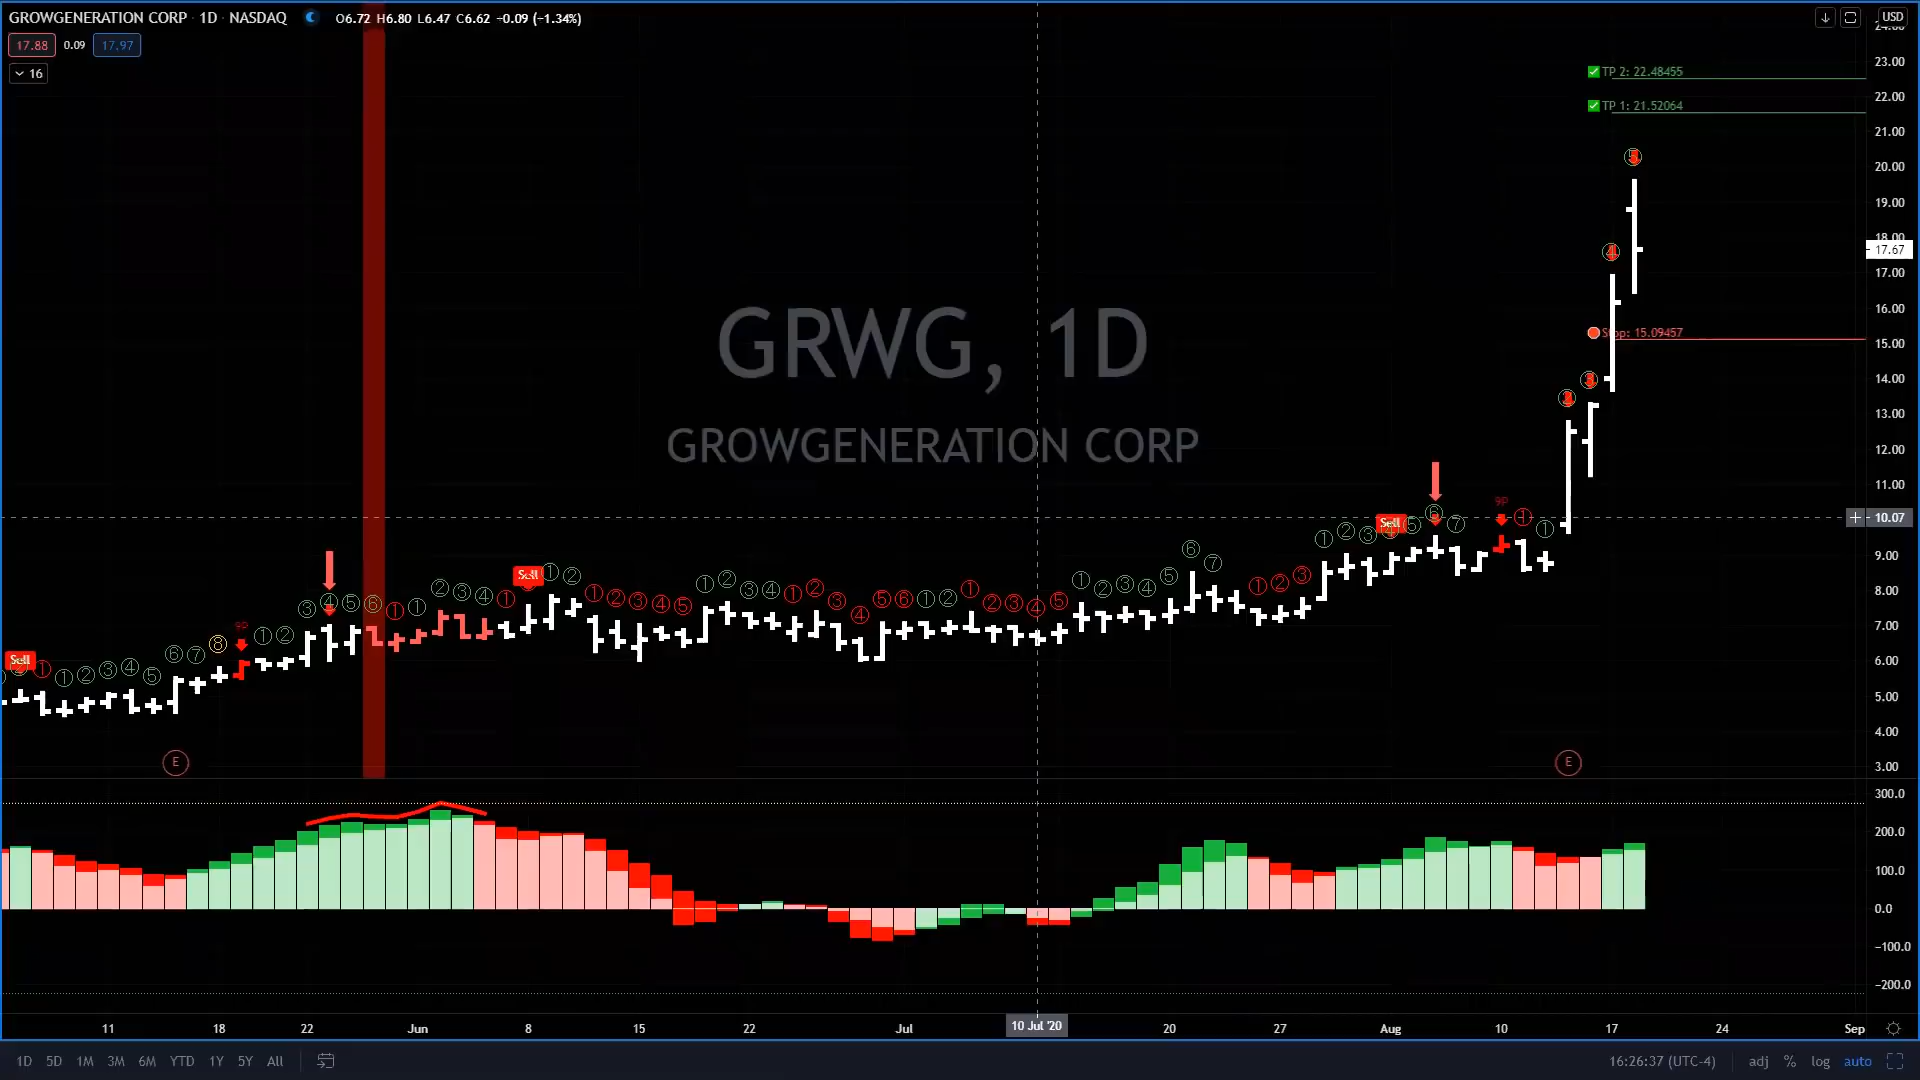 GROWGENERATION CORP · 1D · NASDAQ O6.72 H6.80 L6.47 C6.62 −0.09 (−1.34%)
USD
17.88 0.09 17.97
16
24.00
23.00
22.00
21.00
20.00
19.00
18.00
17.67
17.00
16.00
15.00
14.00
13.00
12.00
11.00
10.07
9.00
8.00
7.00
6.00
5.00
4.00
3.00
TP 2: 22.48455
TP 1: 21.52064
Stop: 15.09457
GRWG, 1D
GROWGENERATION CORP
Sell
Sell
Sell
E
E
300.0
200.0
100.0
0.0
−100.0
−200.0
11 18 22 Jun 8 15 22 Jul 10 Jul '20 20 27 Aug 10 17 24 Sep
1D 5D 1M 3M 6M YTD 1Y 5Y All
16:26:37 (UTC-4) adj % log auto